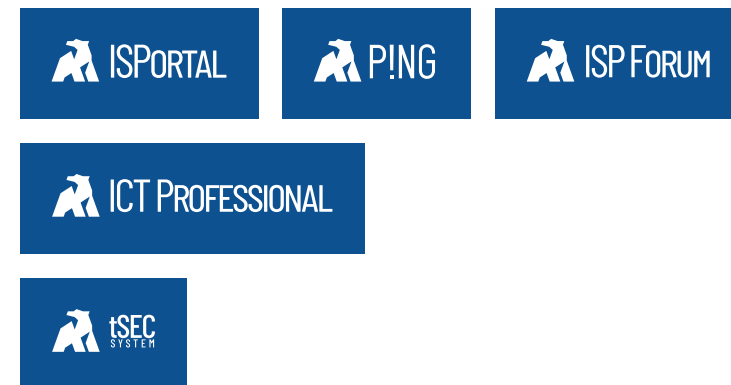 ISPORTAL
P!NG
ISP FORUM
ICT PROFESSIONAL
tSEC
SYSTEM